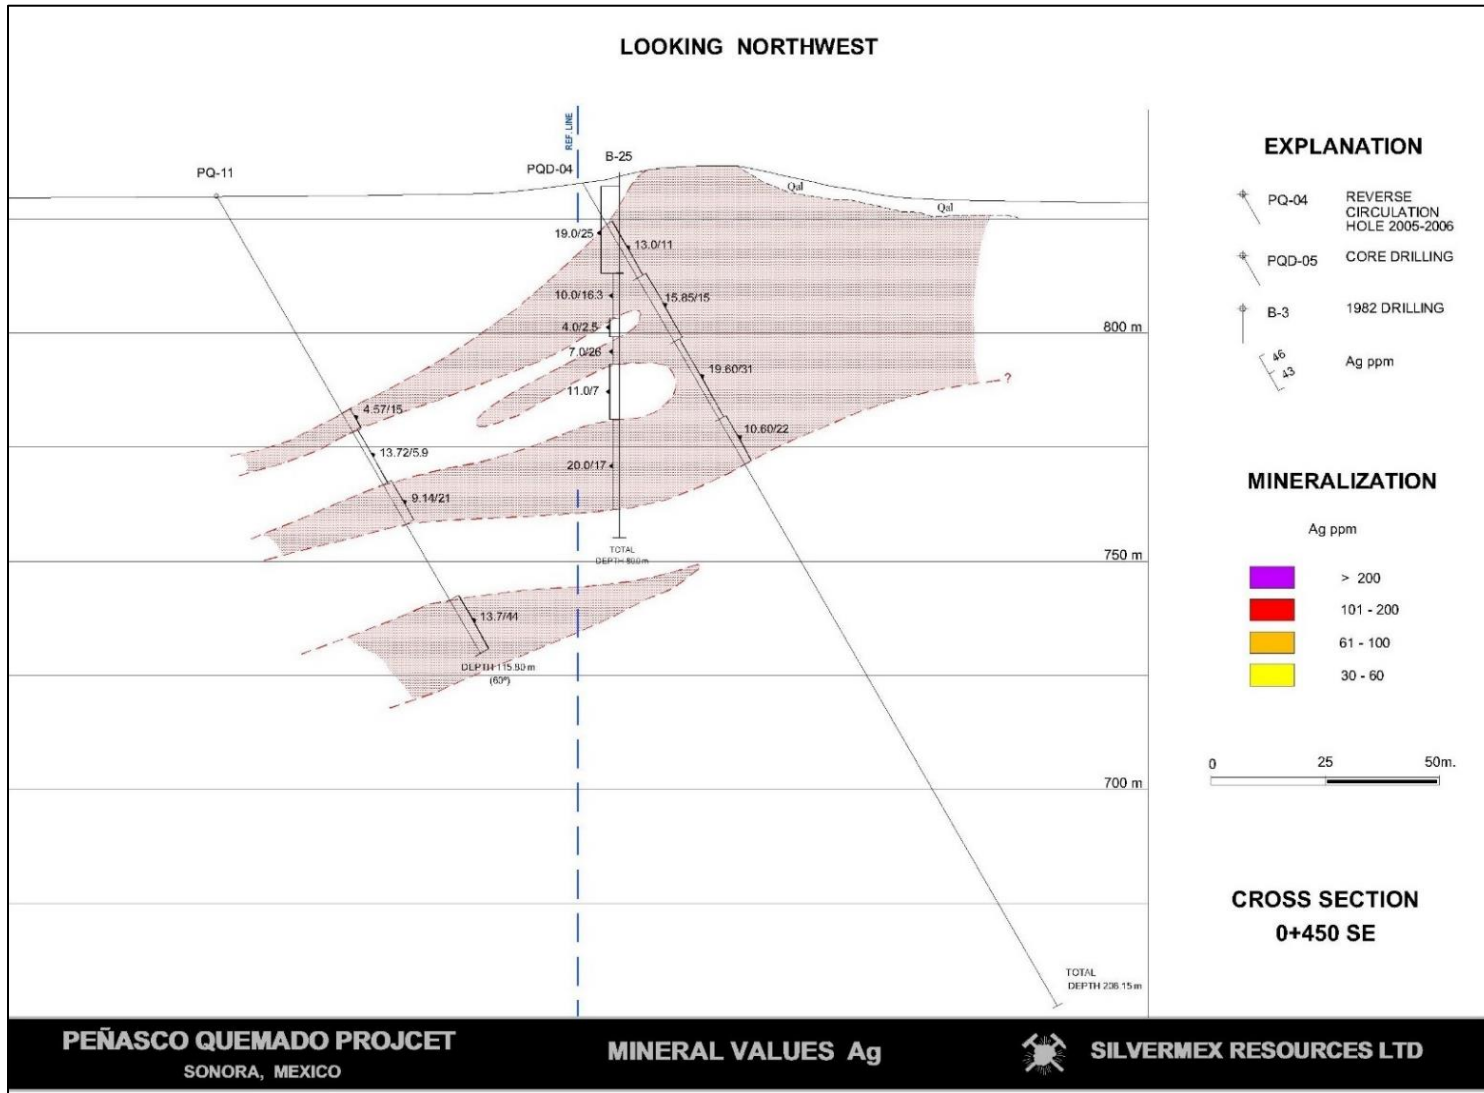 LOOKING NORTHWEST
REF. LINE
PQ-11
PQD-04
B-25
Qal
Qal
19.0/25
13.0/11
10.0/16.3
15.85/15
4.0/2.5
7.0/26
19.60/31
11.0/7
4.57/15
10.60/22
13.72/5.9
20.0/17
9.14/21
TOTAL
DEPTH 80.0 m
13.7/44
DEPTH 115.80 m
(60°)
?
800 m
750 m
700 m
TOTAL
DEPTH 206.15 m
EXPLANATION
PQ-04
REVERSE
CIRCULATION
HOLE 2005-2006
PQD-05
CORE DRILLING
B-3
1982 DRILLING
46
43
Ag ppm
MINERALIZATION
Ag ppm
> 200
101 - 200
61 - 100
30 - 60
0 25 50m.
CROSS SECTION
0+450 SE
PEÑASCO QUEMADO PROJCET
SONORA, MEXICO
MINERAL VALUES Ag
SILVERMEX RESOURCES LTD